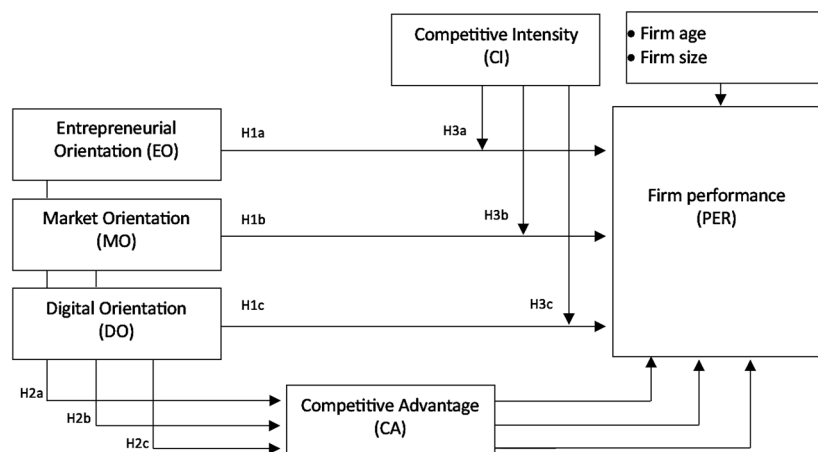 Competitive Intensity
(CI)
• Firm age
• Firm size
Entrepreneurial
Orientation (EO)
H1a
H3a
Market Orientation
(MO)
H1b
H3b
Firm performance
(PER)
Digital Orientation
(DO)
H1c
H3c
H2a
H2b
H2c
Competitive Advantage
(CA)